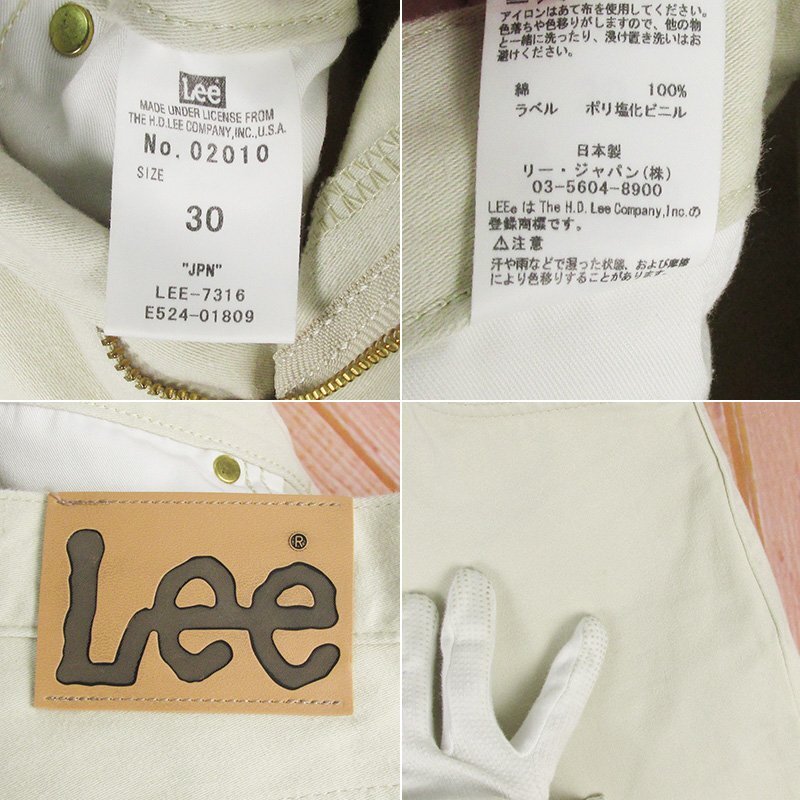 Lee
MADE UNDER LICENSE FROM
THE H.D.LEE COMPANY,INC.,U.S.A.
No. 02010
SIZE
30
"JPN"
LEE-7316
E524-01809
アイロンはあて布を使用してください。
色落ちや色移りがしますので、他の物
と一緒に洗ったり、浸け置き洗いはお
避けください。
綿 100%
ラベル ポリ塩化ビニル
日本製
リー・ジャパン(株)
03-5604-8900
LEEe は The H.D. Lee Company,Inc.の
登録商標です。
⚠注意
汗や雨などで湿った状態、および摩擦
により色移りすることがあります。
Lee®